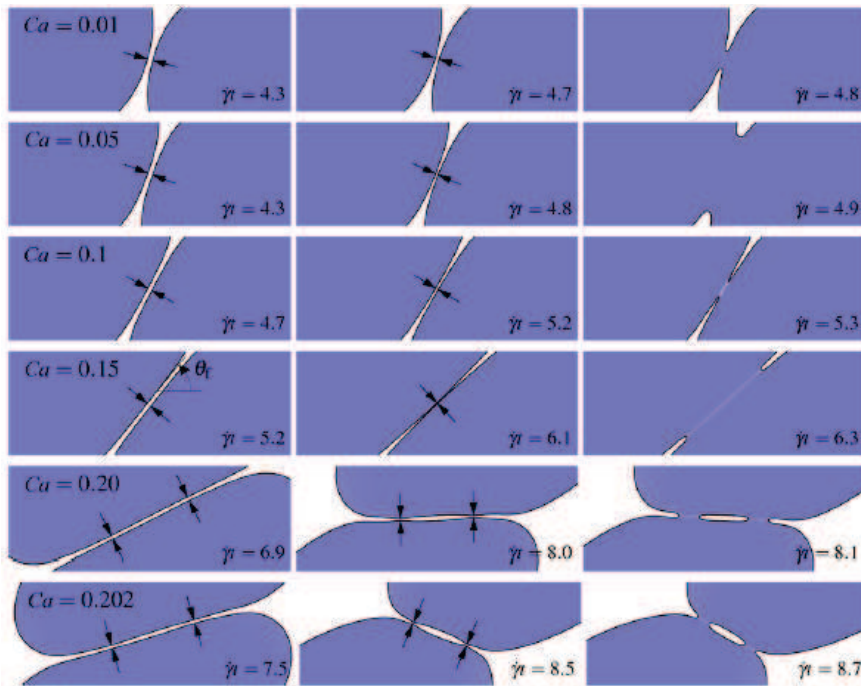 Ca = 0.01
γ̇t = 4.3
γ̇t = 4.7
γ̇t = 4.8
Ca = 0.05
γ̇t = 4.3
γ̇t = 4.8
γ̇t = 4.9
Ca = 0.1
γ̇t = 4.7
γ̇t = 5.2
γ̇t = 5.3
Ca = 0.15
θf
γ̇t = 5.2
γ̇t = 6.1
γ̇t = 6.3
Ca = 0.20
γ̇t = 6.9
γ̇t = 8.0
γ̇t = 8.1
Ca = 0.202
γ̇t = 7.5
γ̇t = 8.5
γ̇t = 8.7